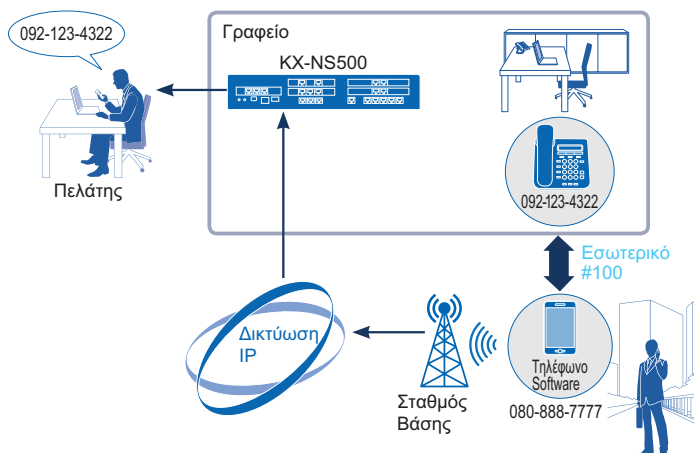 092-123-4322
Γραφείο
KX-NS500
Πελάτης
092-123-4322
Εσωτερικό
#100
Δικτύωση
IP
Τηλέφωνο
Software
Σταθμός
Βάσης
080-888-7777